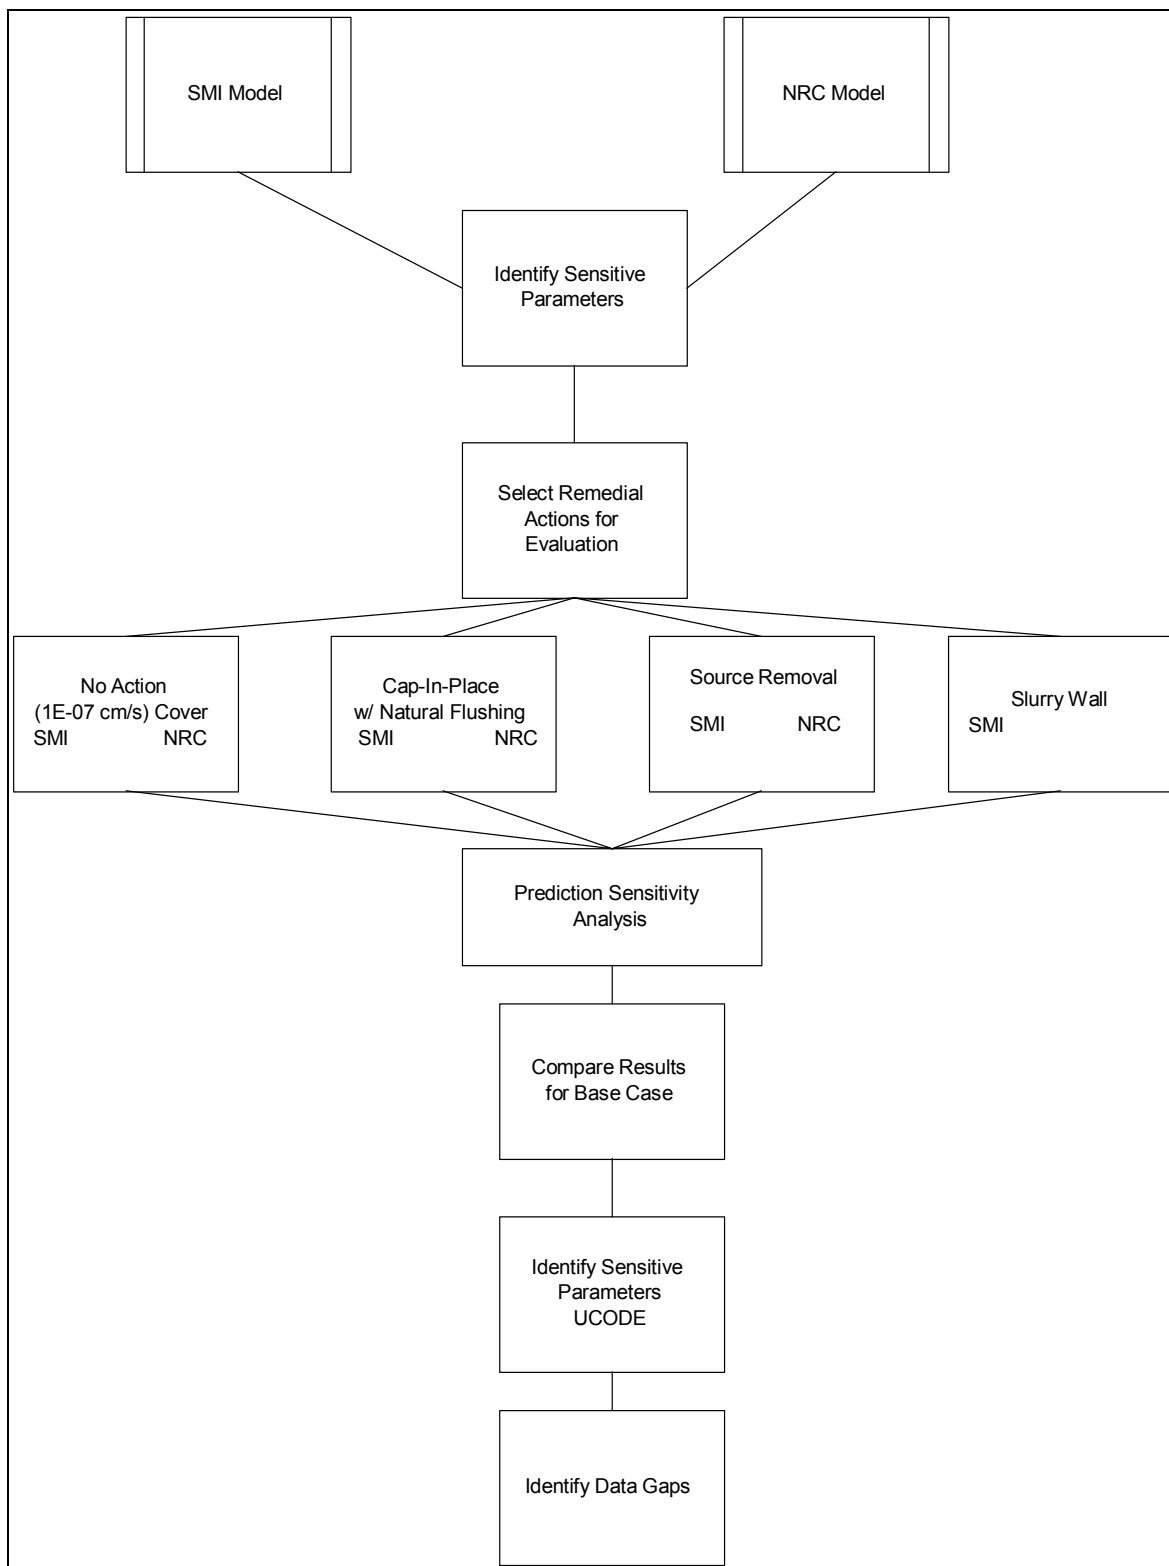 SMI Model
NRC Model
Identify Sensitive
Parameters
Select Remedial
Actions for
Evaluation
No Action
(1E-07 cm/s) Cover
SMI NRC
Cap-In-Place
w/ Natural Flushing
SMI NRC
Source Removal
SMI NRC
Slurry Wall
SMI
Prediction Sensitivity
Analysis
Compare Results
for Base Case
Identify Sensitive
Parameters
UCODE
Identify Data Gaps